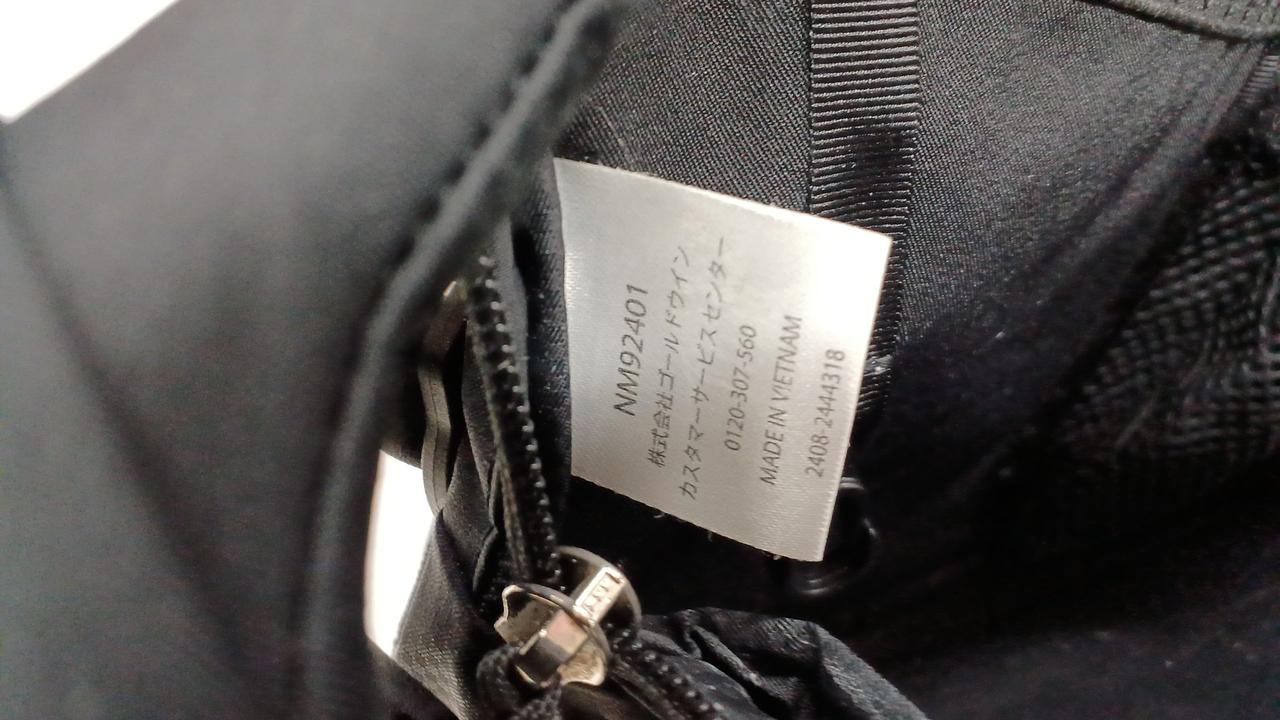 NM92401
株式会社ゴールドウイン
カスタマーサービスセンター
0120-307-560
MADE IN VIETNAM
2408-2444318